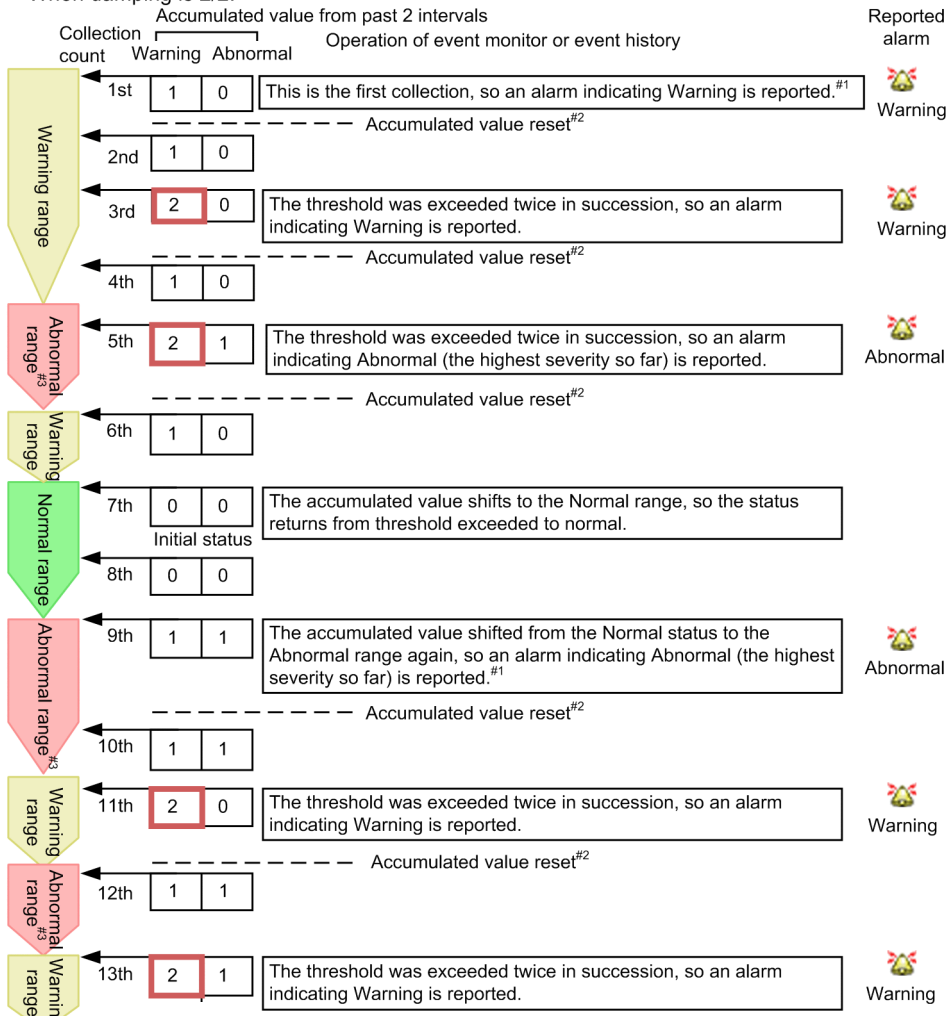 Accumulated value from past 2 intervals
Reported
alarm
Collection
count
Warning Abnormal
Operation of event monitor or event history
1st 1 0 This is the first collection, so an alarm indicating Warning is reported.#1
Warning
Accumulated value reset#2
2nd 1 0
Warning range
3rd 2 0 The threshold was exceeded twice in succession, so an alarm
indicating Warning is reported.
Warning
Accumulated value reset#2
4th 1 0
Abnormal
range#3
5th 2 1 The threshold was exceeded twice in succession, so an alarm
indicating Abnormal (the highest severity so far) is reported.
Abnormal
Accumulated value reset#2
Warning
range
6th 1 0
Normal range
7th 0 0 The accumulated value shifts to the Normal range, so the status
returns from threshold exceeded to normal.
Initial status
8th 0 0
Abnormal range#3
9th 1 1 The accumulated value shifted from the Normal status to the
Abnormal range again, so an alarm indicating Abnormal (the highest
severity so far) is reported.#1
Abnormal
Accumulated value reset#2
10th 1 1
Warning
range
11th 2 0 The threshold was exceeded twice in succession, so an alarm
indicating Warning is reported.
Warning
Accumulated value reset#2
Abnormal
range#3
12th 1 1
range
13th 2 1 The threshold was exceeded twice in succession, so an alarm
indicating Warning is reported.
Warning